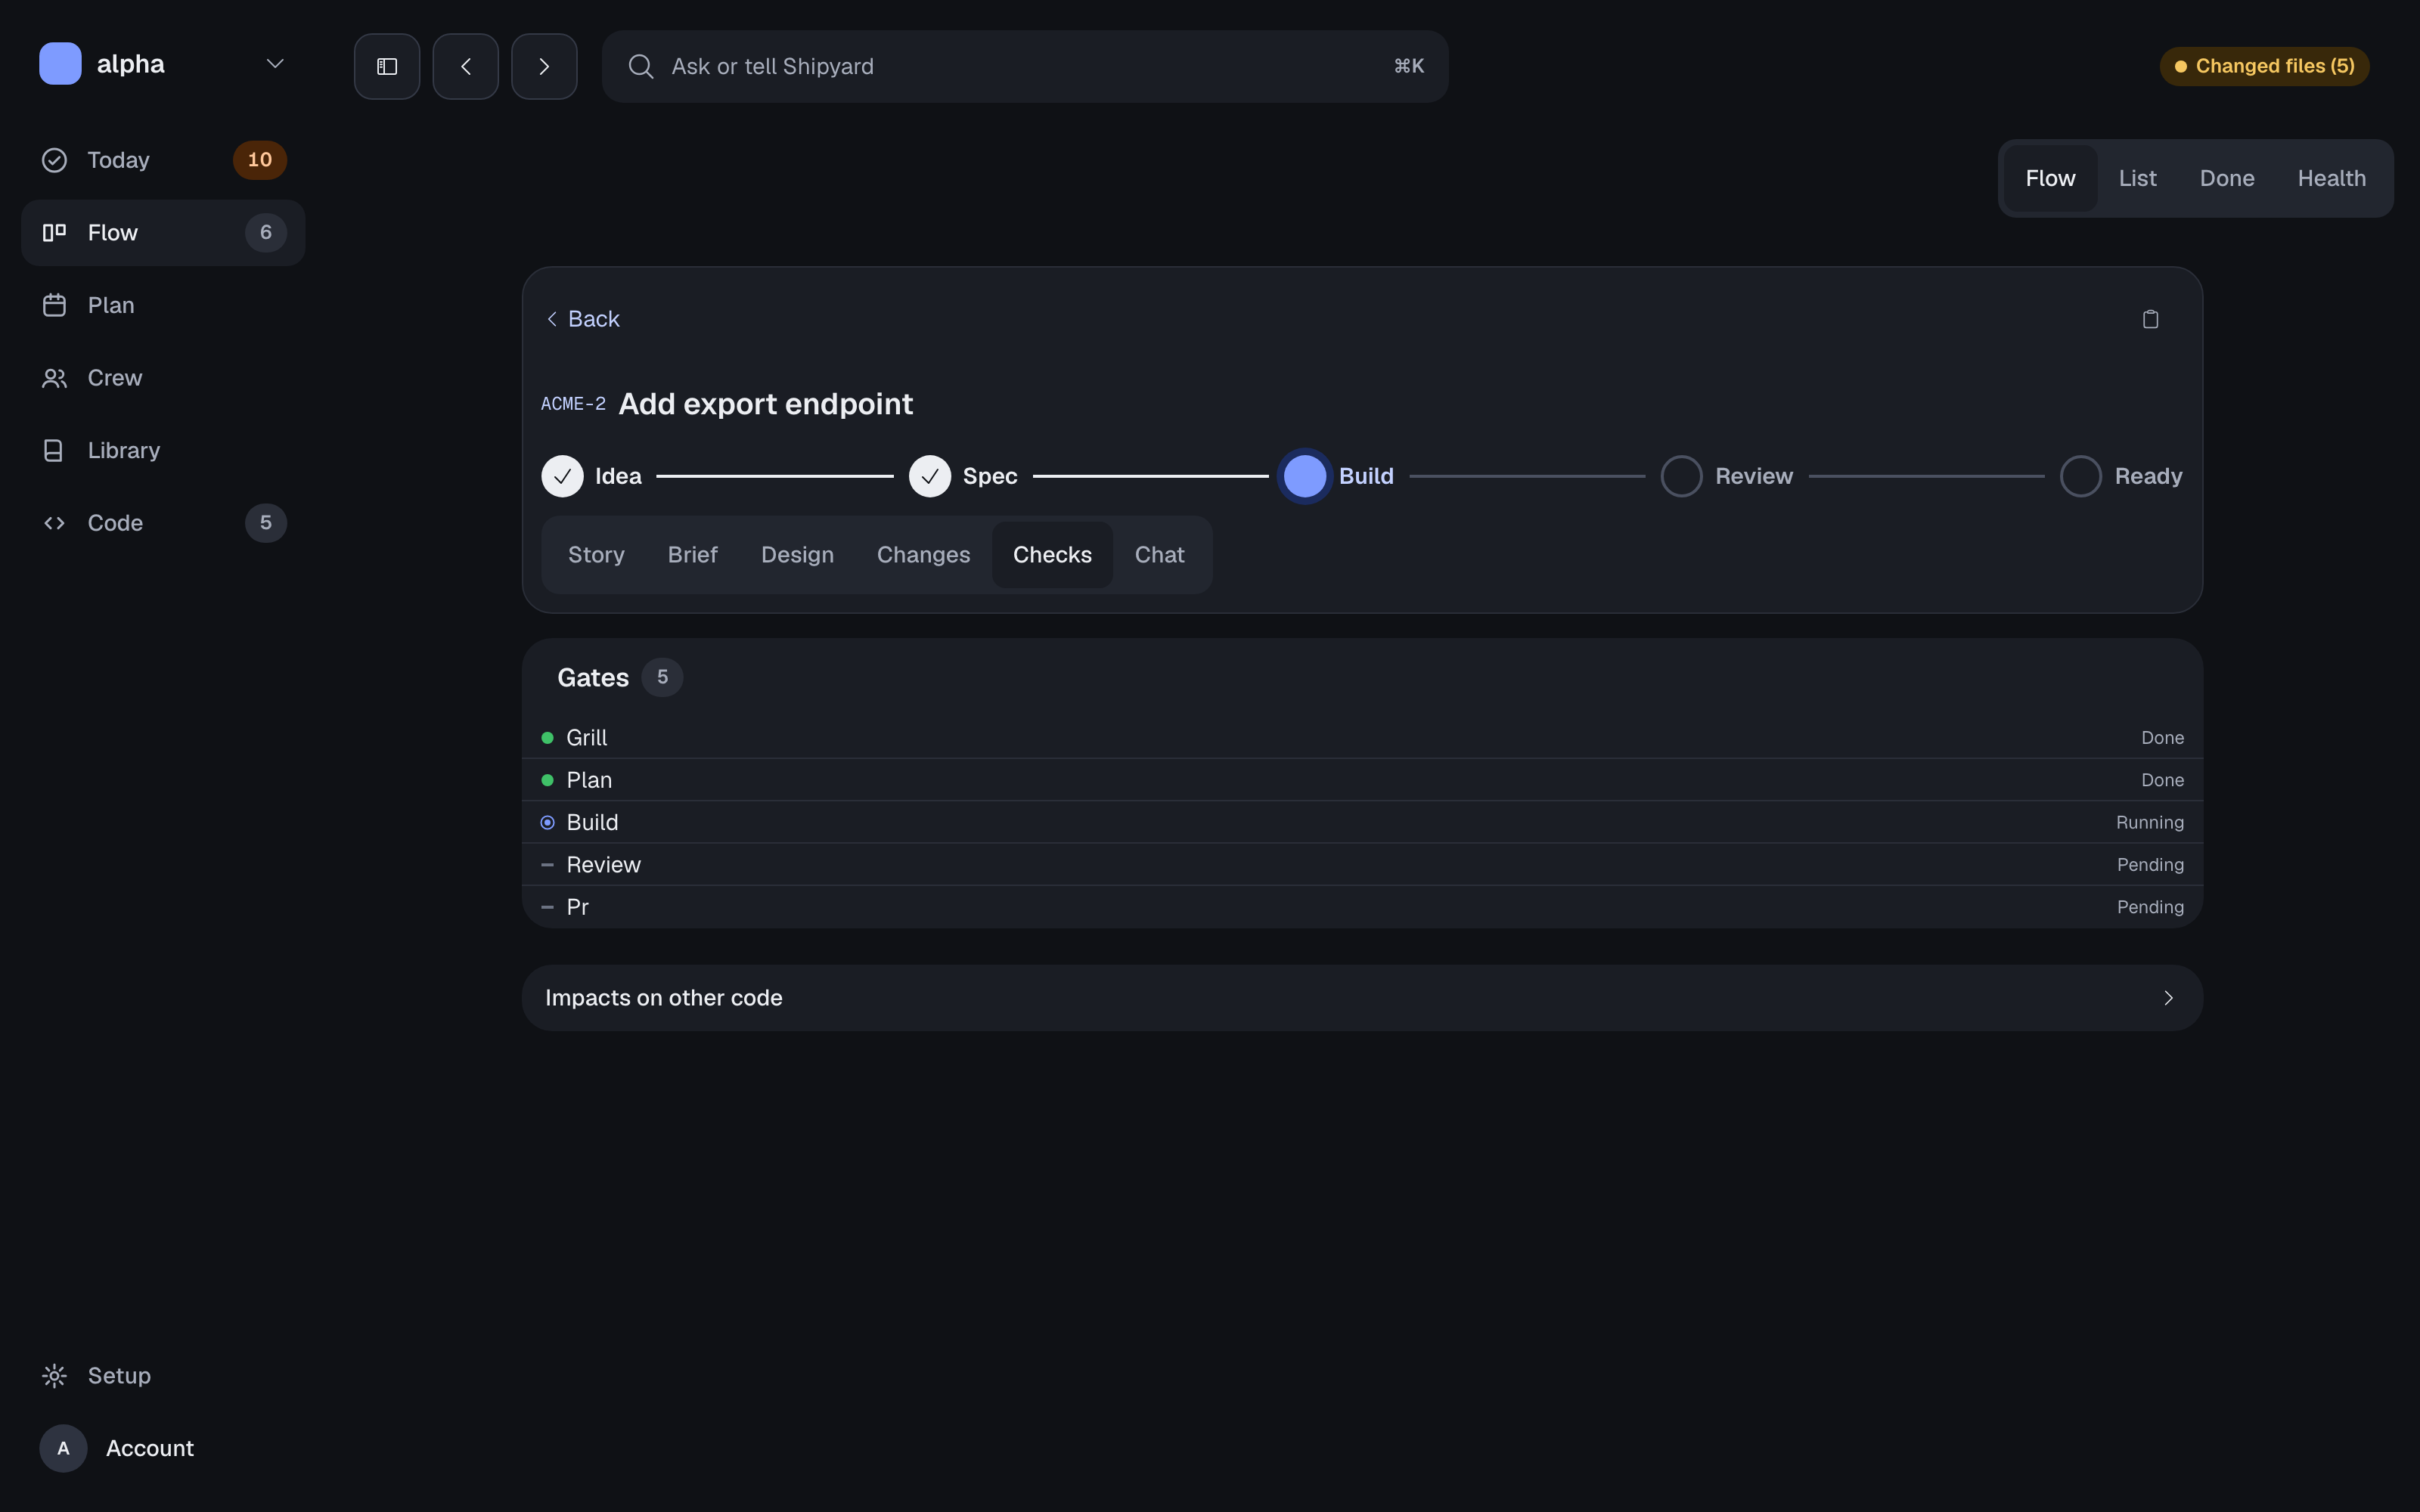 alpha
Ask or tell Shipyard ⌘K
Changed files (5)
Today 10
Flow 6
Plan
Crew
Library
Code 5
Setup
A Account
Flow List Done Health
Back
ACME-2 Add export endpoint
Idea Spec Build Review Ready
Story Brief Design Changes Checks Chat
Gates 5
Grill Done
Plan Done
Build Running
Review Pending
Pr Pending
Impacts on other code